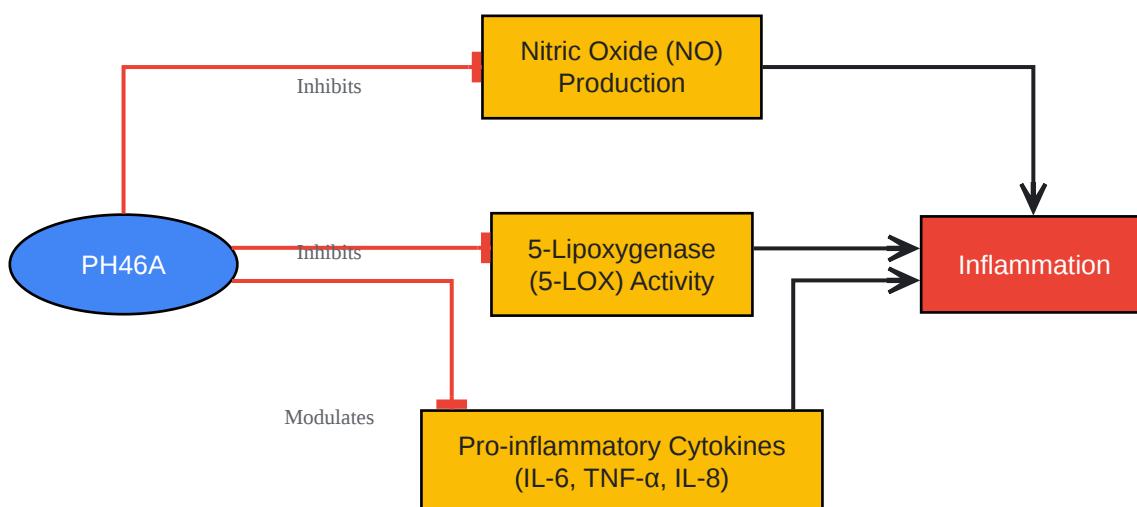 Nitric Oxide (NO)
Production
Inhibits
PH46A
Inhibits
5-Lipoxygenase
(5-LOX) Activity
Inflammation
Modulates
Pro-inflammatory Cytokines
(IL-6, TNF-α, IL-8)